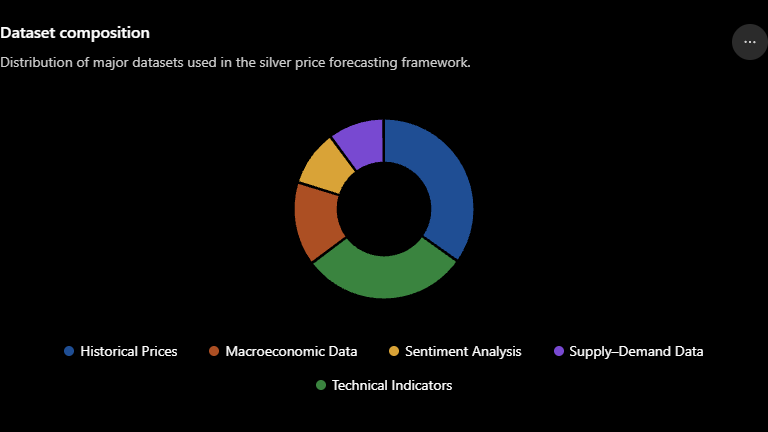 Dataset composition
Distribution of major datasets used in the silver price forecasting framework.
Historical Prices
Macroeconomic Data
Sentiment Analysis
Supply–Demand Data
Technical Indicators